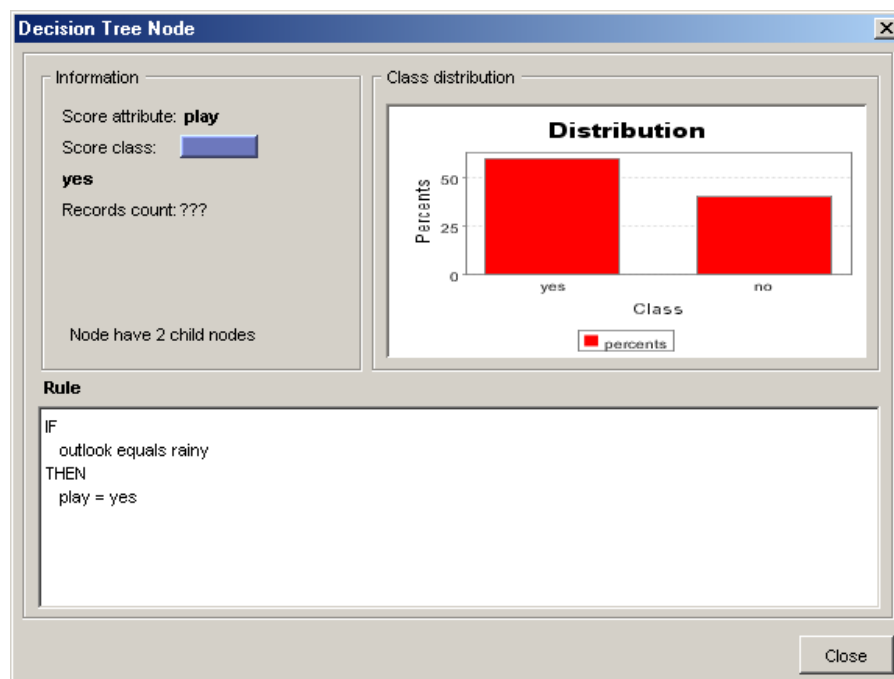 Decision Tree Node
Information
Score attribute: play
Score class:
yes
Records count: ???
Node have 2 child nodes
Class distribution
Distribution
Percents
50
25
0
yes no
Class
percents
Rule
IF
outlook equals rainy
THEN
play = yes
Close